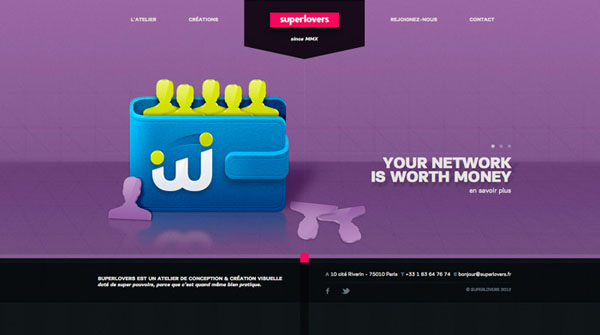 L'ATELIER
CRÉATIONS
superlovers
since MMX
REJOIGNEZ-NOUS
CONTACT
YOUR NETWORK
IS WORTH MONEY
en savoir plus
SUPERLOVERS EST UN ATELIER DE CONCEPTION & CRÉATION VISUELLE
doté de super pouvoirs, parce que c'est quand même bien pratique.
A 10 cité Riverin - 75010 Paris T +33 1 83 64 76 74 E bonjour@superlovers.fr
© SUPERLOVERS 2012